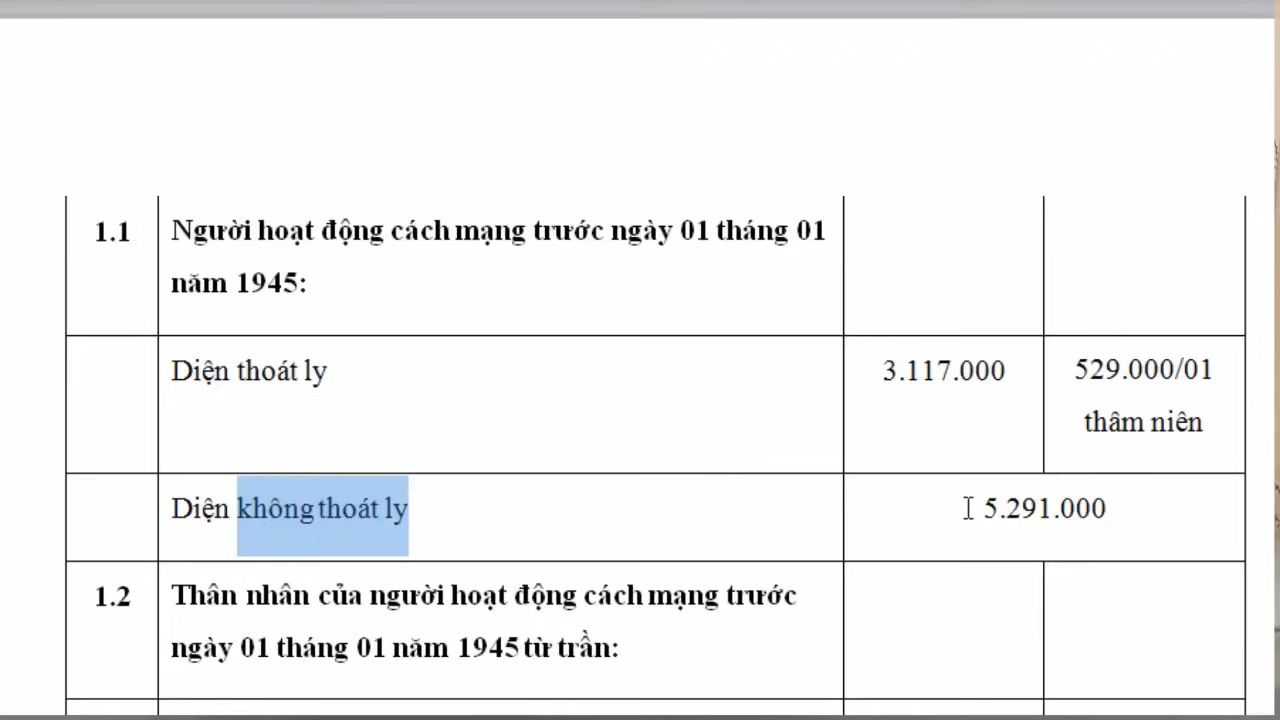 1.1 Người hoạt động cách mạng trước ngày 01 tháng 01
năm 1945:
Diện thoát ly 3.117.000 529.000/01
thâm niên
Diện không thoát ly 5.291.000
1.2 Thân nhân của người hoạt động cách mạng trước
ngày 01 tháng 01 năm 1945 từ trần: